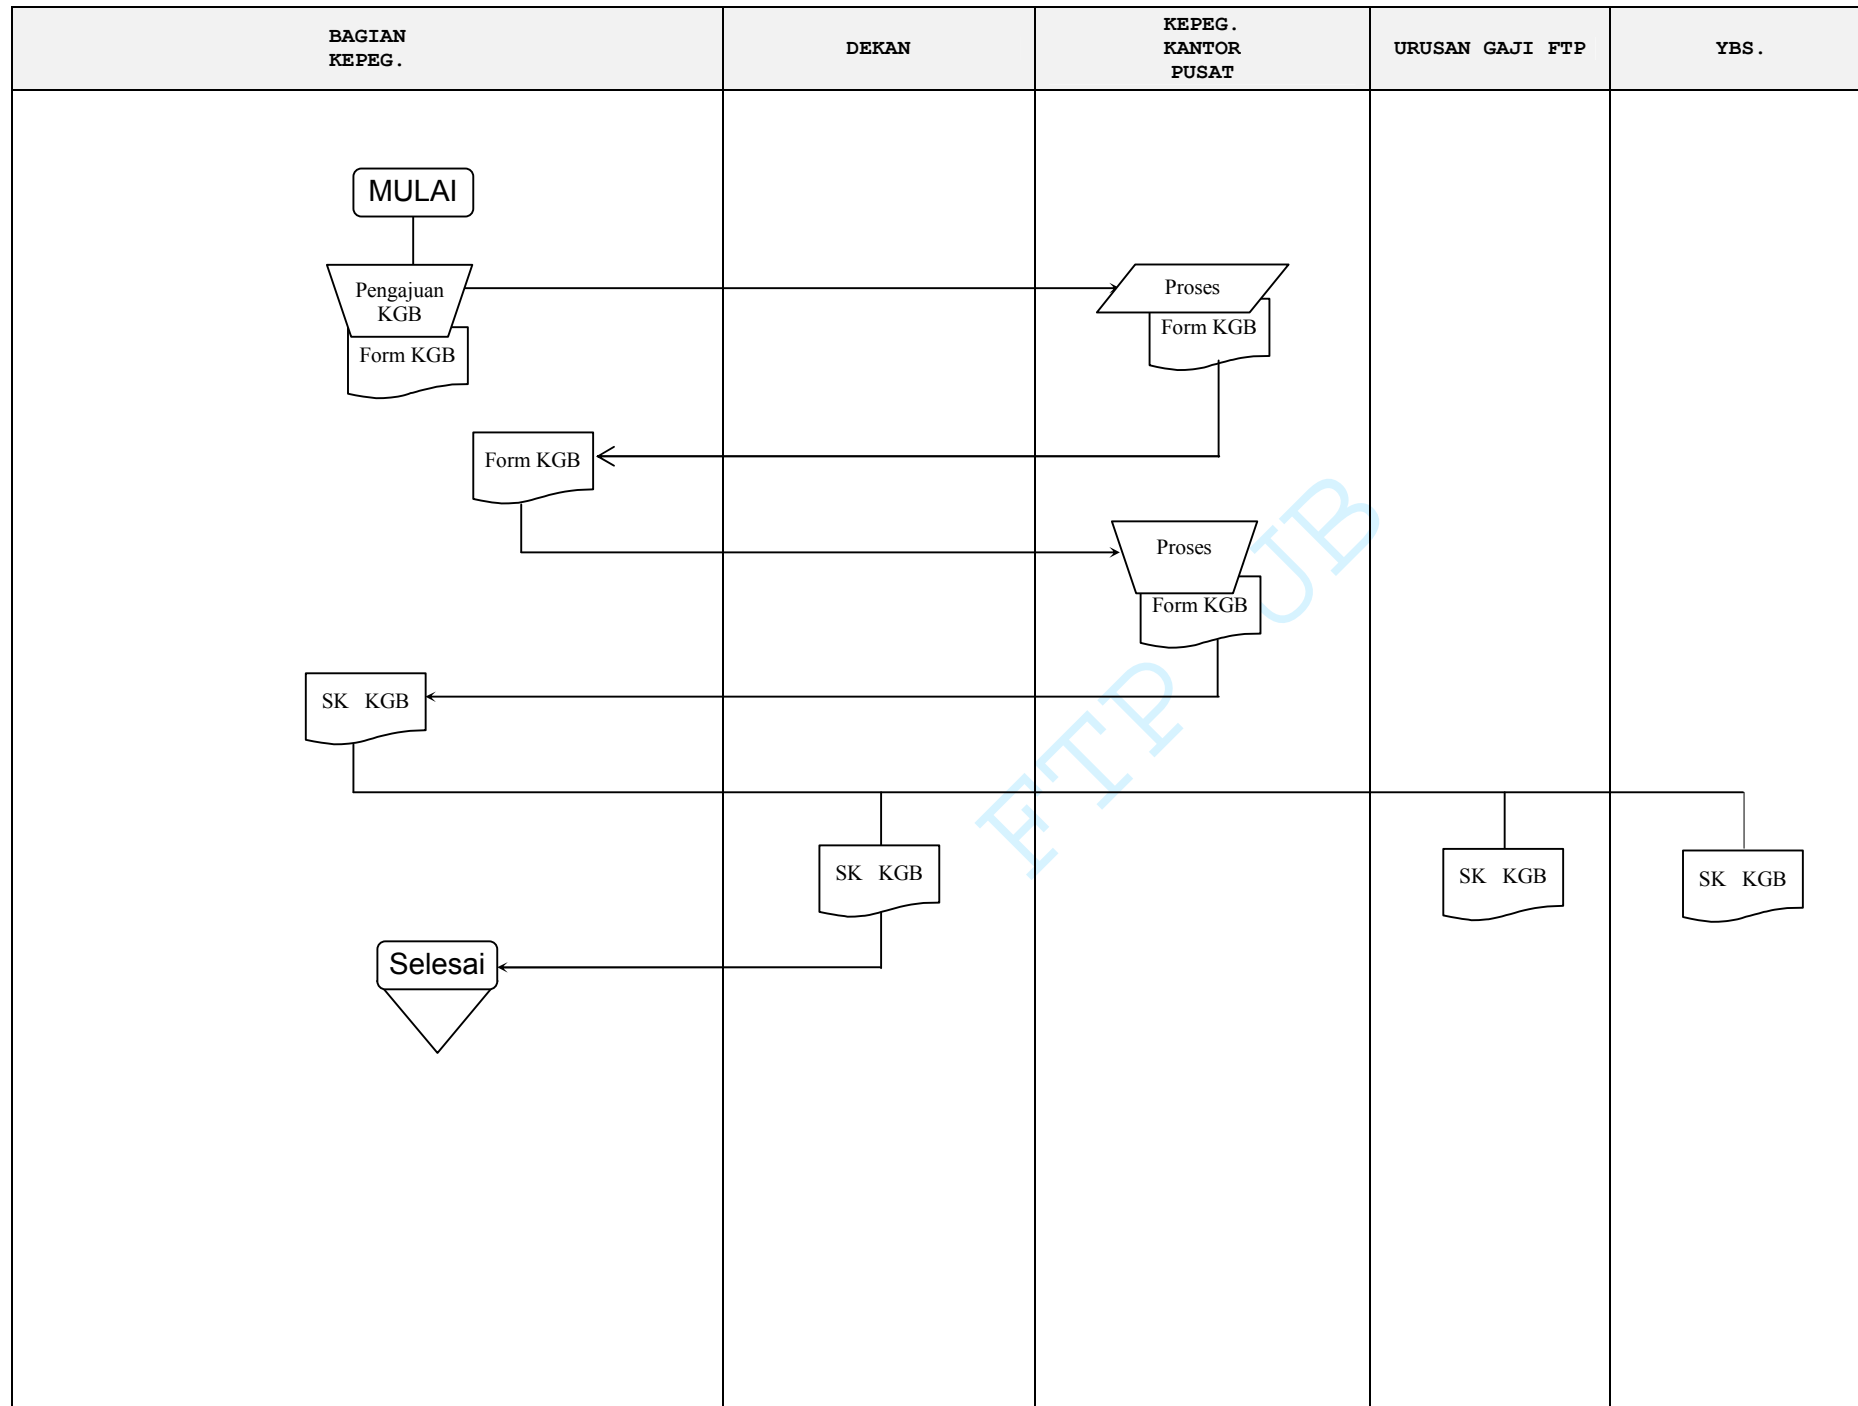 BAGIAN
KEPEG.
DEKAN
KEPEG.
KANTOR
PUSAT
URUSAN GAJI FTP
YBS.
MULAI
Pengajuan
KGB
Form KGB
Proses
Form KGB
Form KGB
Proses
Form KGB
SK KGB
SK KGB
SK KGB
SK KGB
Selesai
FTP UB